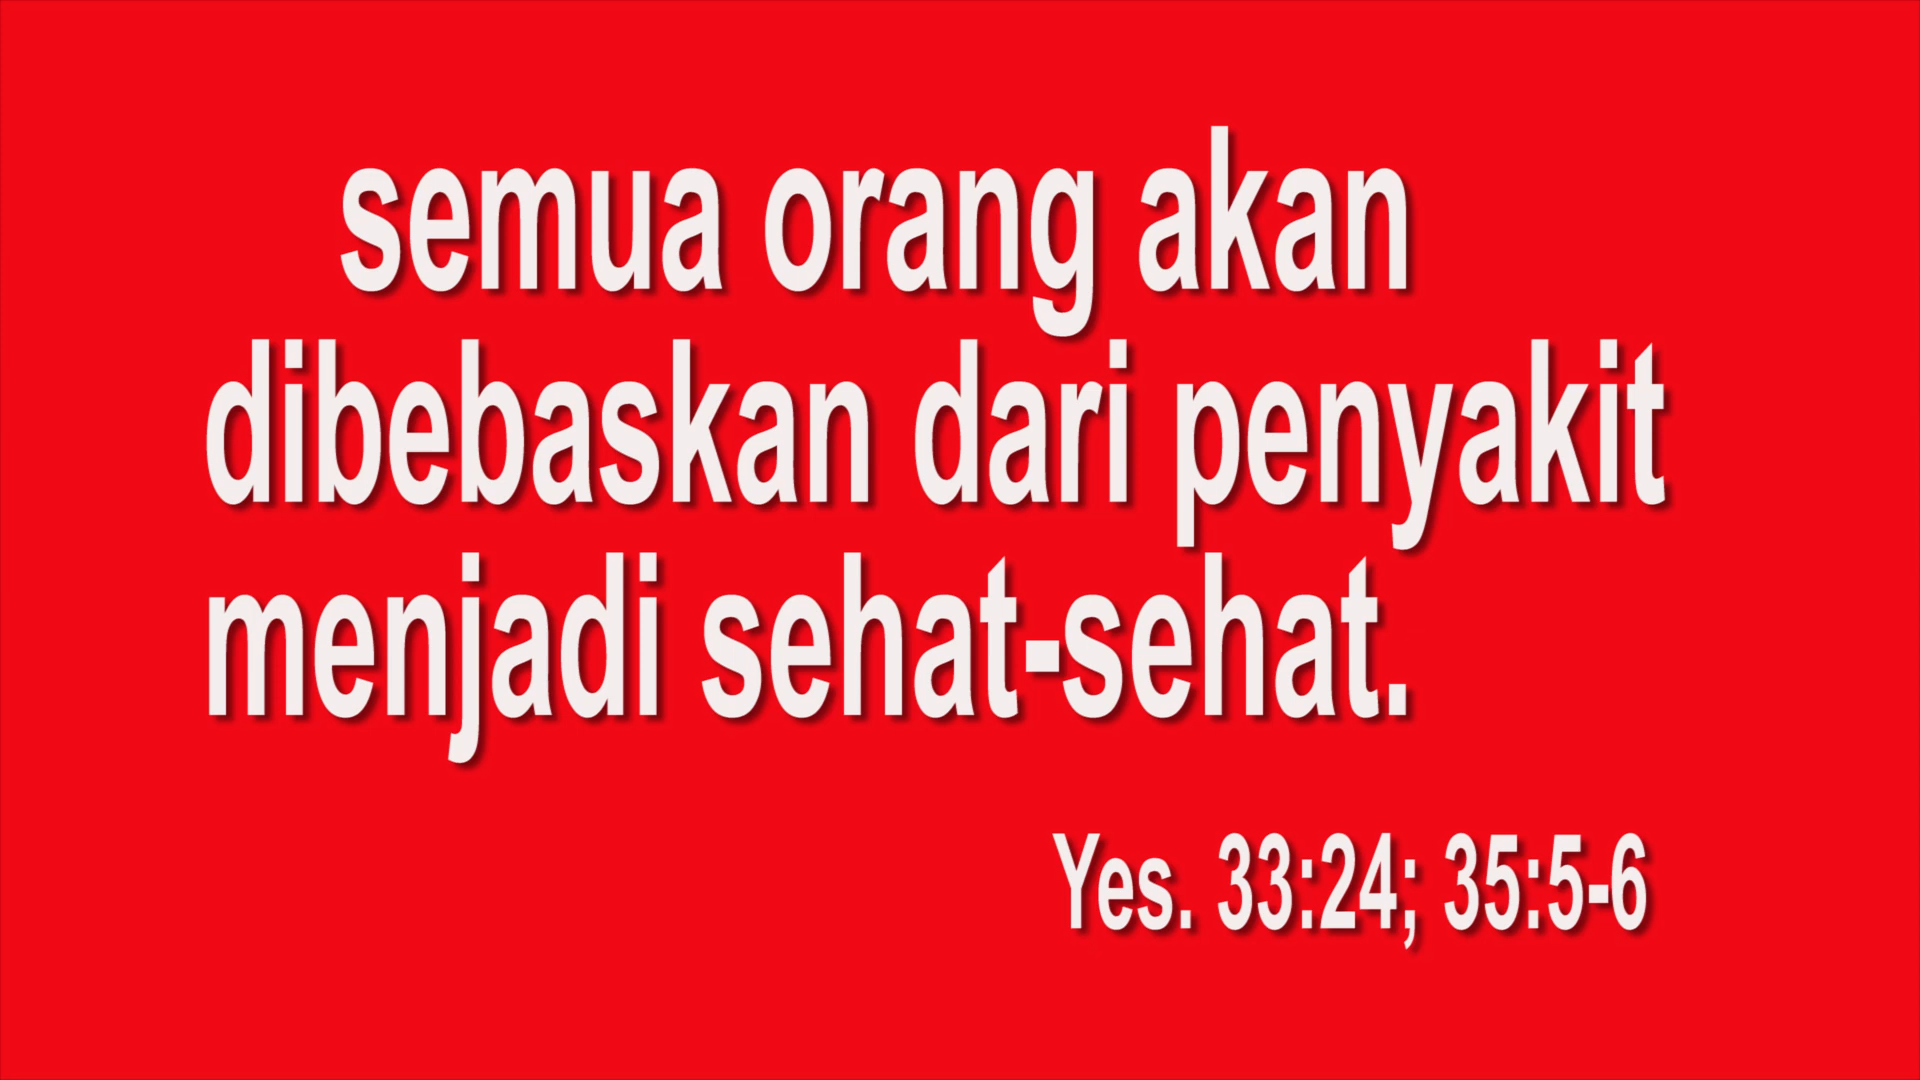 semua orang akan
dibebaskan dari penyakit
menjadi sehat-sehat.
Yes. 33:24; 35:5-6